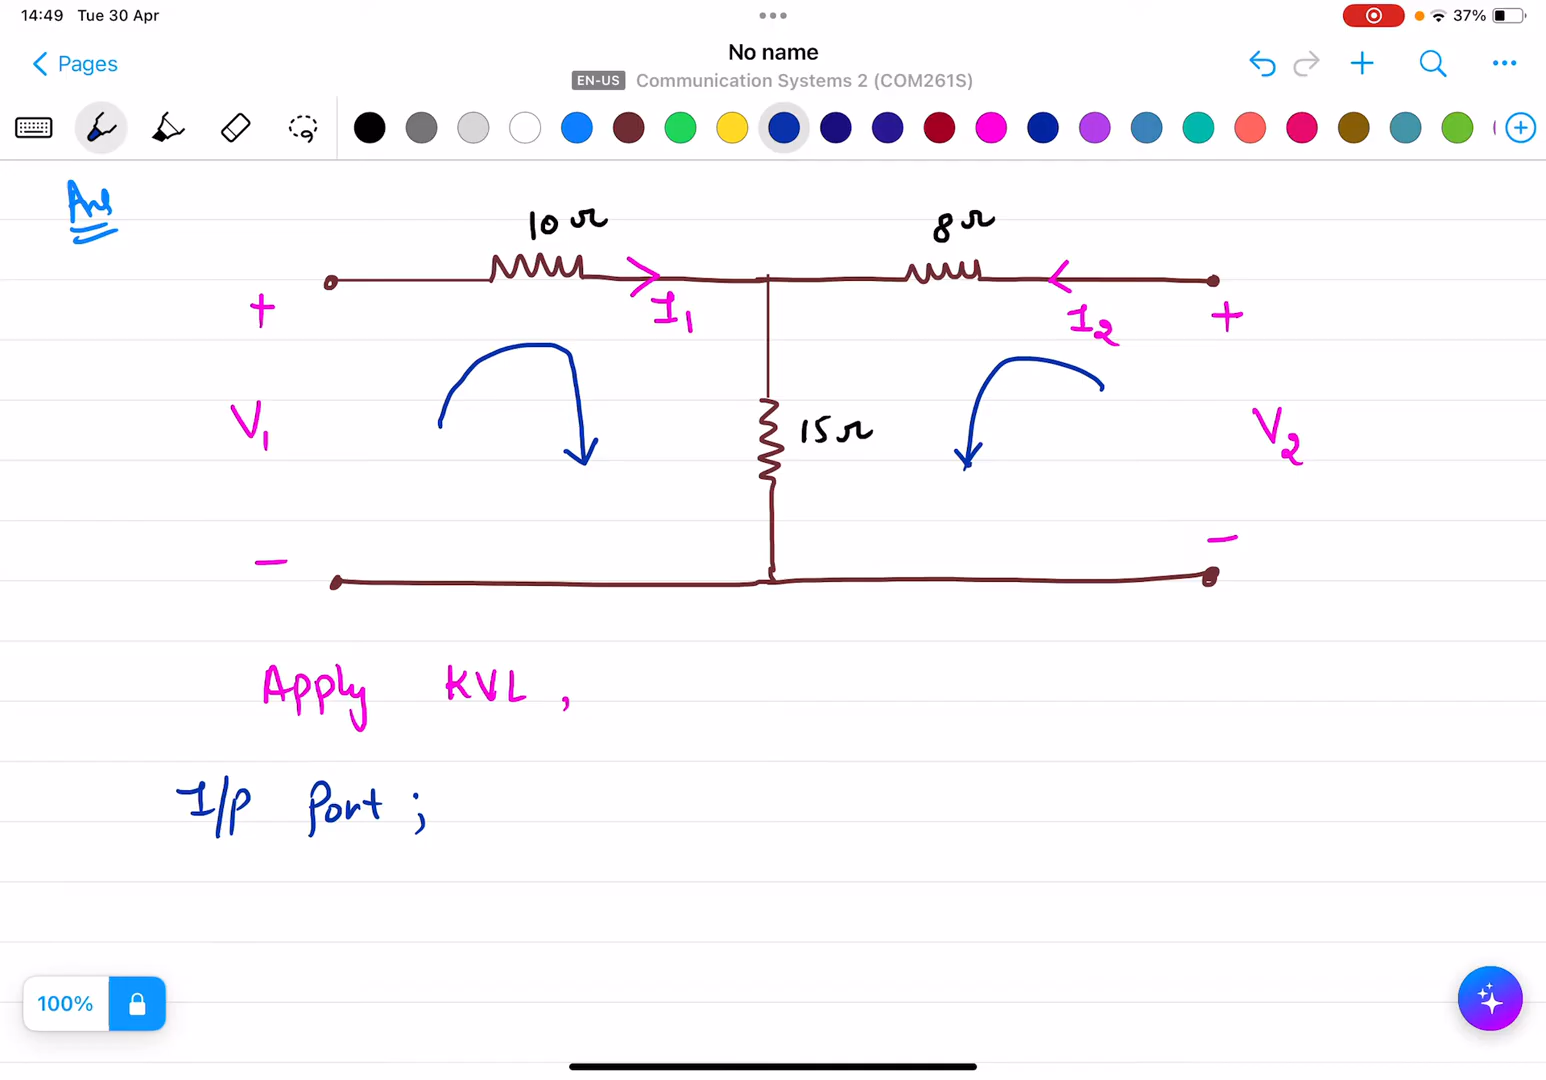 14:49 Tue 30 Apr
37%
Pages
No name
EN-US Communication Systems 2 (COM261S)
Ans
10 Ω
8 Ω
I1
I2
+
+
V1
15 Ω
V2
-
-
Apply KVL,
I/P Port ;
100%